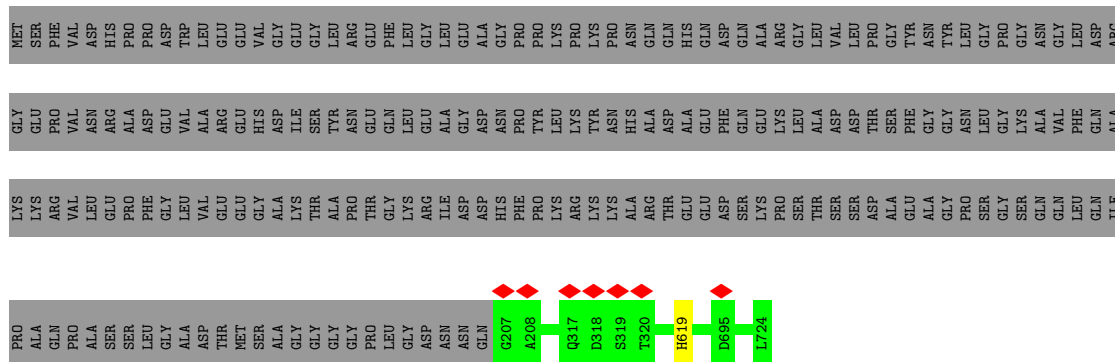 MET SER PHE VAL ASP HIS PRO PRO ASP TRP LEU GLU GLU VAL GLY GLU GLY LEU ARG GLU PHE LEU GLY LEU GLU ALA GLY PRO PRO LYS PRO LYS PRO ASN GLN GLN HIS GLN ASP GLN ALA ARG GLY LEU VAL LEU PRO GLY TYR ASN TYR LEU GLY PRO GLY ASN GLY LEU ASP ARG
GLY GLU PRO VAL ASN ARG ALA ASP GLU VAL ALA ARG GLU HIS ASP ILE SER TYR ASN GLU GLN LEU GLU ALA GLY ASP ASN PRO TYR LEU LYS TYR ASN HIS ALA ASP ALA GLU PHE GLN GLU LYS LEU ALA ASP ASP THR SER PHE GLY GLY ASN LEU GLY LYS ALA VAL PHE GLN ALA
LYS LYS ARG VAL LEU GLU PRO PHE GLY LEU VAL GLU GLU GLY ALA LYS THR ALA PRO THR GLY LYS ARG ILE ASP ASP HIS PHE PRO LYS ARG LYS LYS ALA ARG THR GLU GLU ASP SER LYS PRO SER THR SER SER ASP ALA GLU ALA GLY PRO SER GLY SER GLN GLN LEU GLN ILE
PRO ALA GLN PRO ALA SER SER LEU GLY ALA ASP THR MET SER ALA GLY GLY GLY GLY PRO LEU GLY ASP ASN ASN GLN G207 A208 Q317 D318 S319 T320 H619 D695 L724